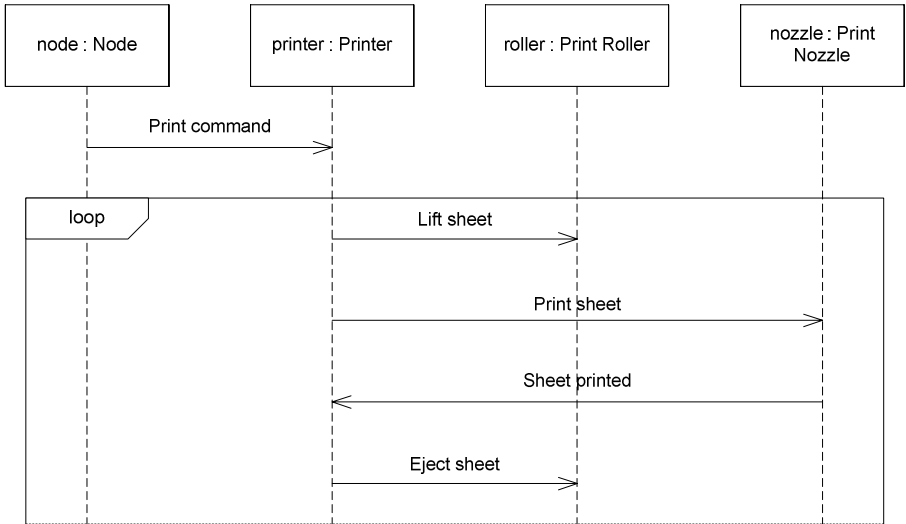 node : Node
printer : Printer
roller : Print Roller
nozzle : Print
Nozzle
Print command
loop
Lift sheet
Print sheet
Sheet printed
Eject sheet